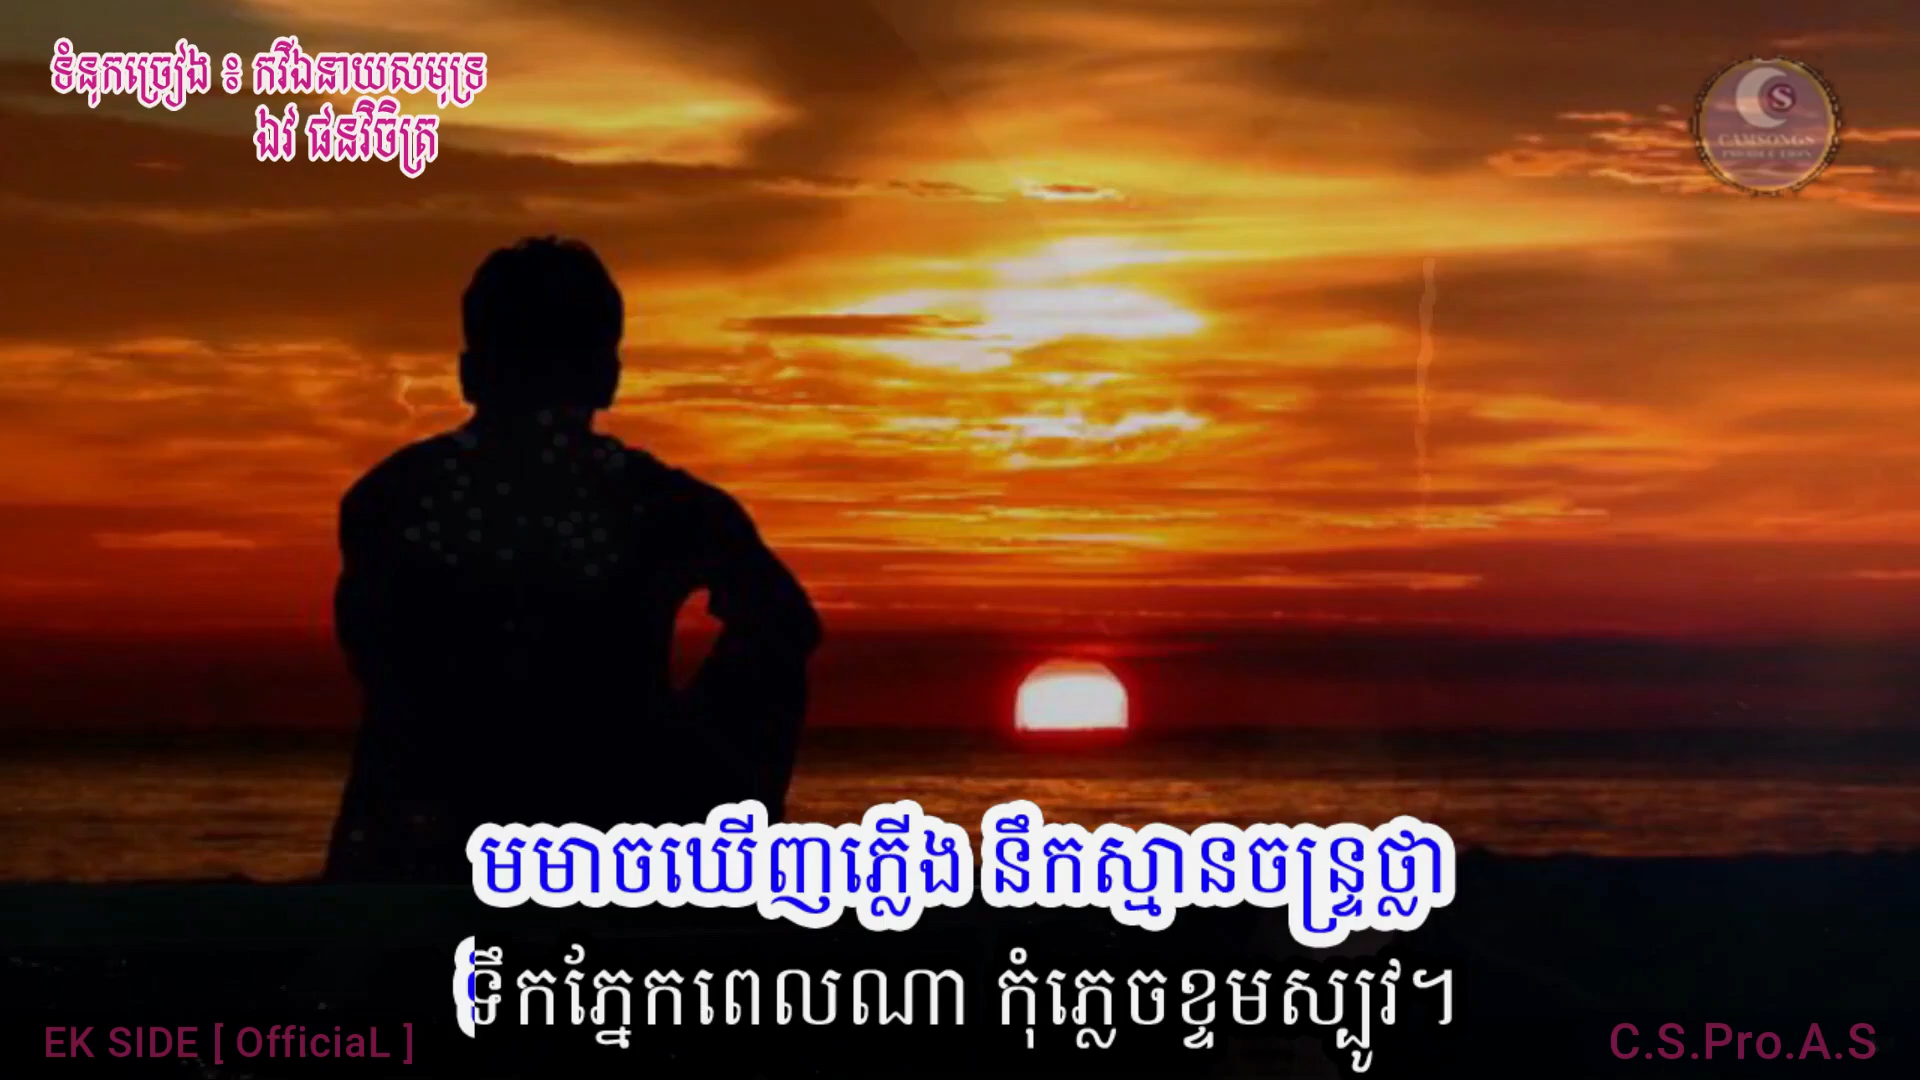 ទំនុកច្រៀង ៖ កវីឯនាយសមុទ្រ
ឯវ ផនវិចិត្រ
CAMSONGS
PRODUCTION
មមាចឃើញភ្លើង នឹកស្មានចន្ទ្រថ្លា
ទឹកភ្នែកពេលណា កុំភ្លេចខ្ទមស្បូវ។
EK SIDE [ OfficiaL ]
C.S.Pro.A.S